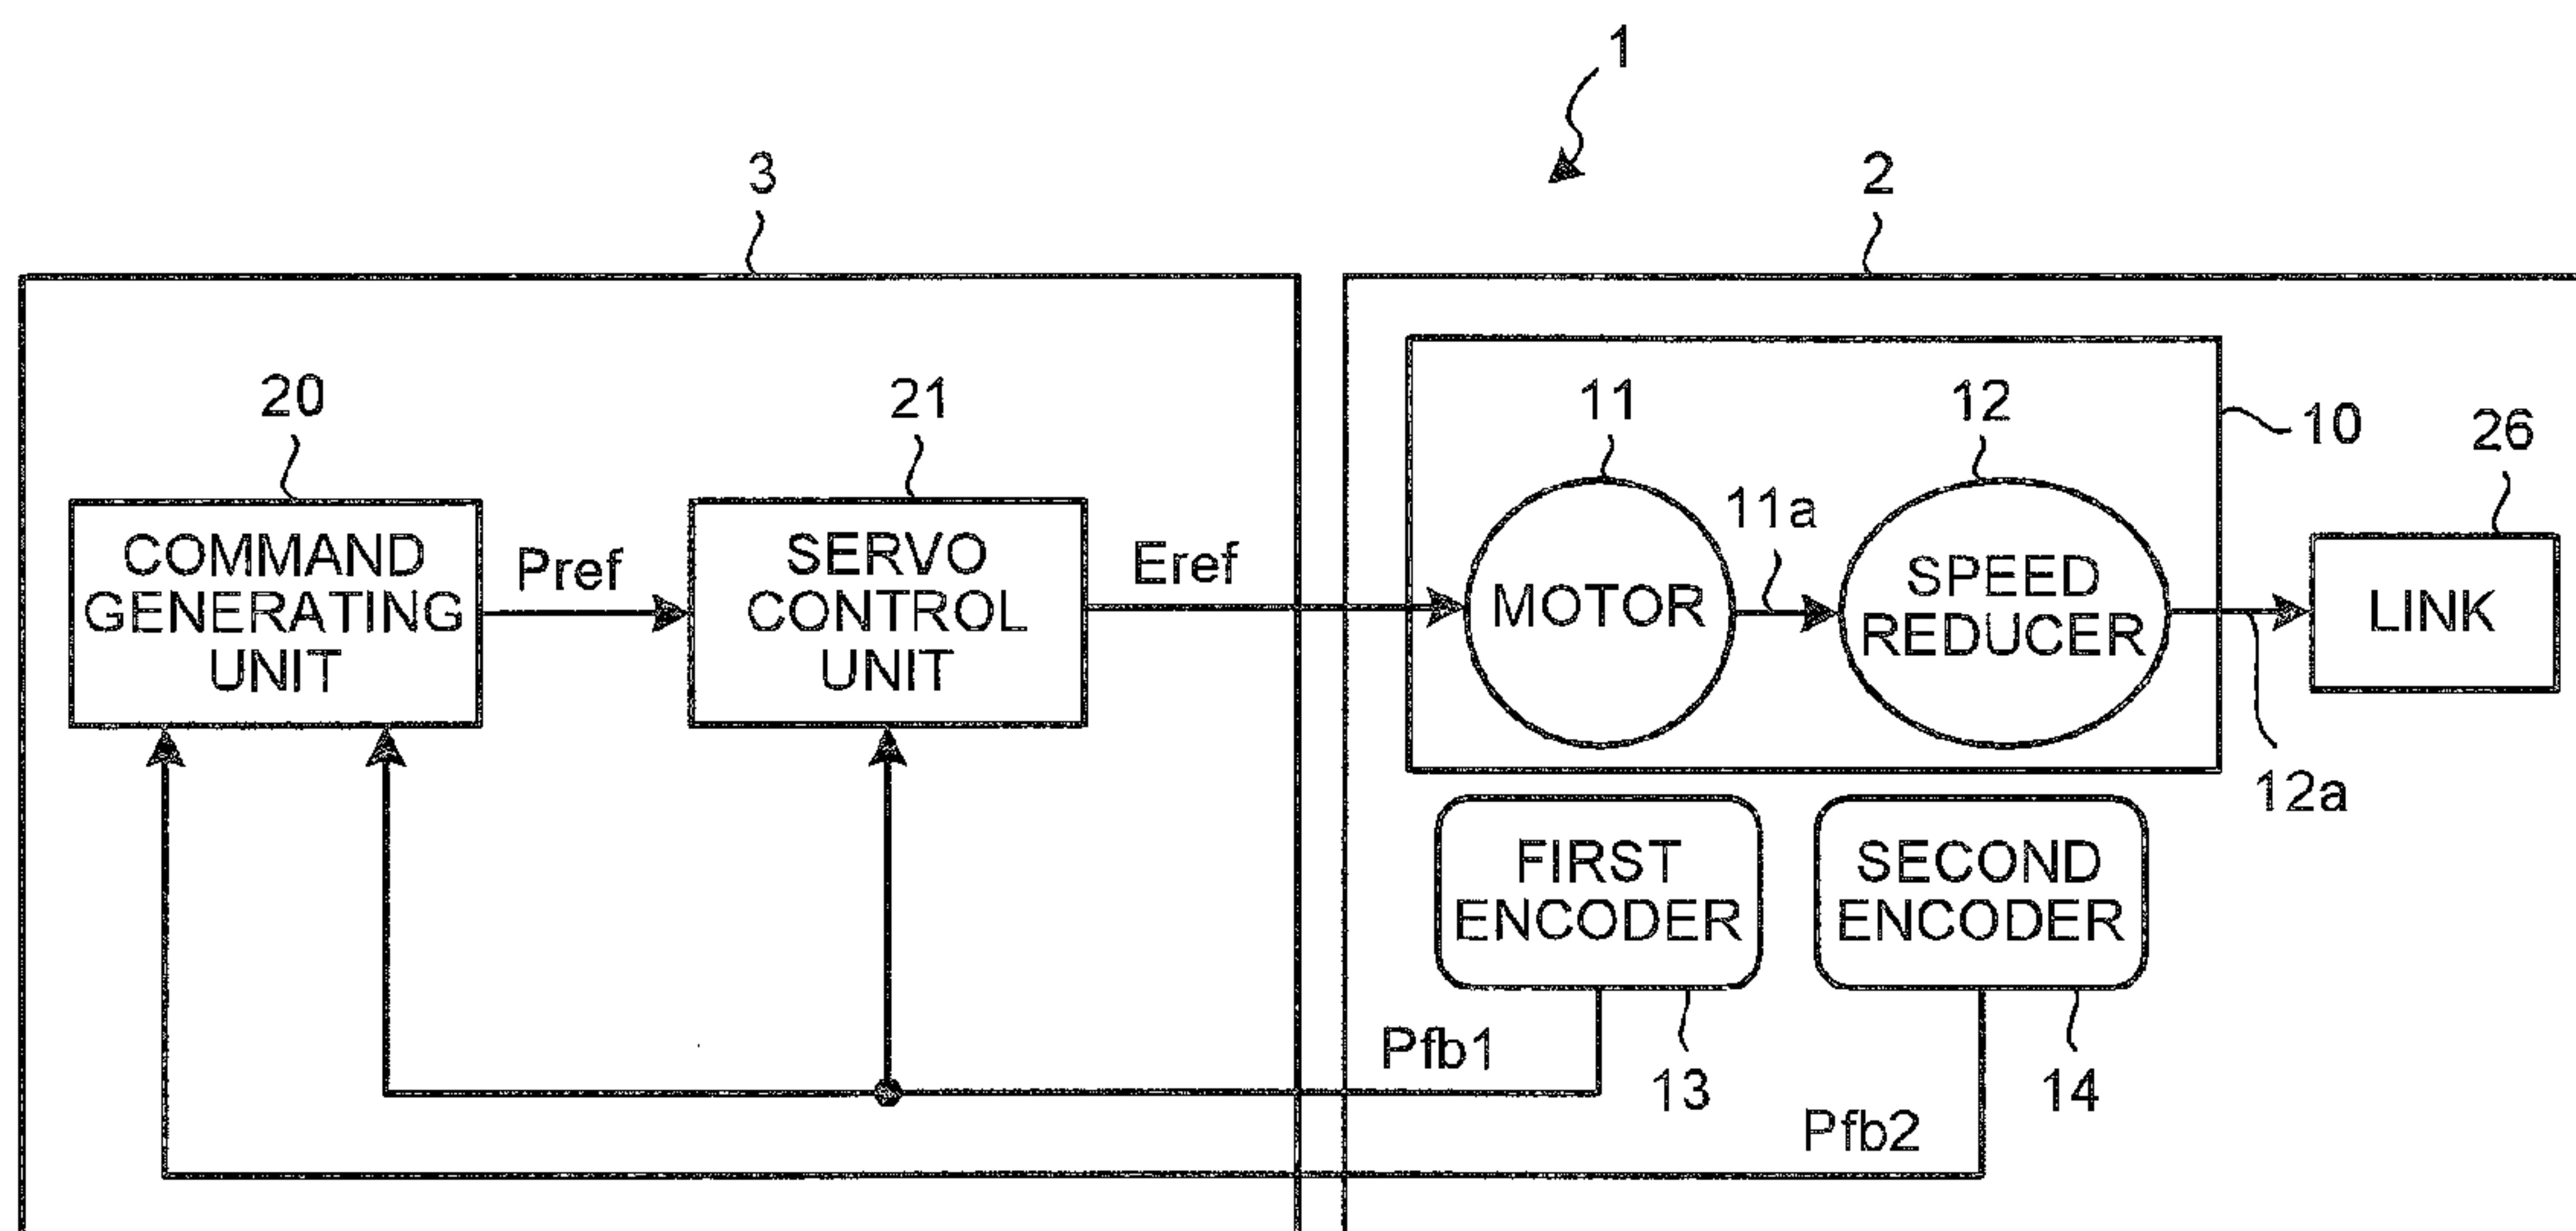 1
3
2
20
21
11
12
10
26
COMMAND
GENERATING
UNIT
Pref
SERVO
CONTROL
UNIT
Eref
MOTOR
11a
SPEED
REDUCER
LINK
12a
FIRST
ENCODER
SECOND
ENCODER
Pfb1
13
14
Pfb2